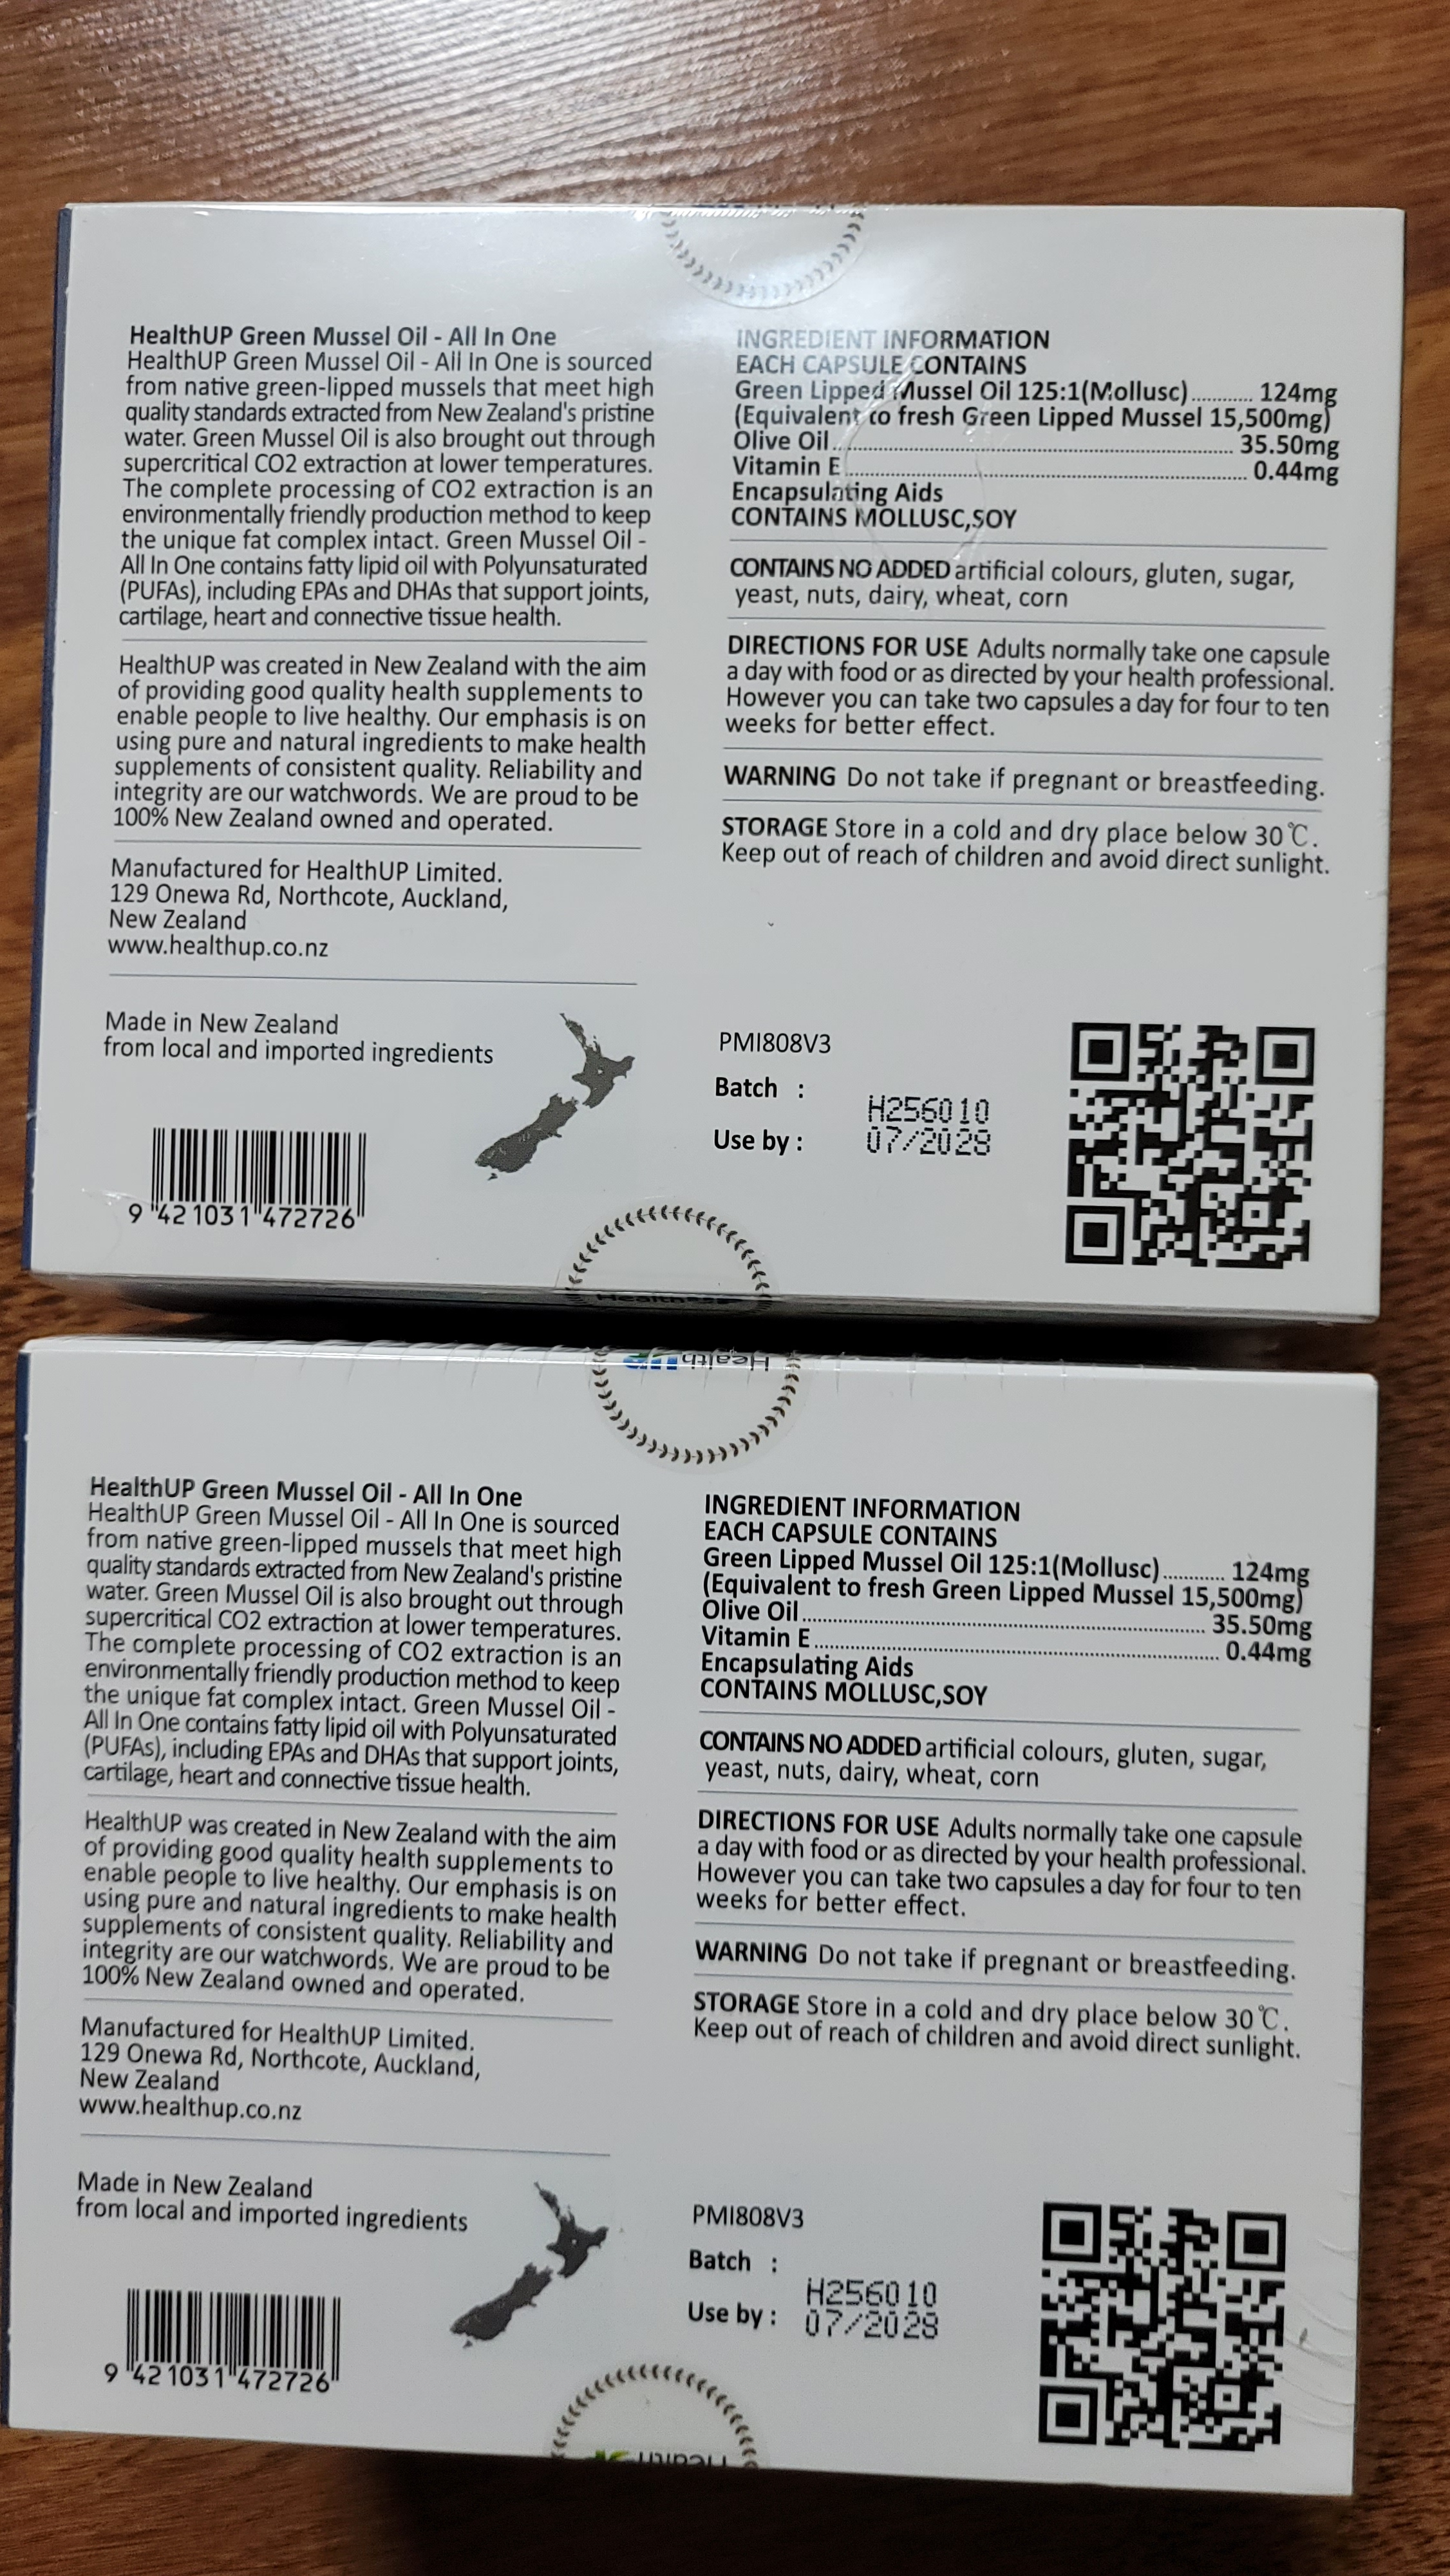 HealthUP Green Mussel Oil - All In One
HealthUP Green Mussel Oil - All In One is sourced
from native green-lipped mussels that meet high
quality standards extracted from New Zealand's pristine
water. Green Mussel Oil is also brought out through
supercritical CO2 extraction at lower temperatures.
The complete processing of CO2 extraction is an
environmentally friendly production method to keep
the unique fat complex intact. Green Mussel Oil -
All In One contains fatty lipid oil with Polyunsaturated
(PUFAs), including EPAs and DHAs that support joints,
cartilage, heart and connective tissue health.
HealthUP was created in New Zealand with the aim
of providing good quality health supplements to
enable people to live healthy. Our emphasis is on
using pure and natural ingredients to make health
supplements of consistent quality. Reliability and
integrity are our watchwords. We are proud to be
100% New Zealand owned and operated.
Manufactured for HealthUP Limited.
129 Onewa Rd, Northcote, Auckland,
New Zealand
www.healthup.co.nz
Made in New Zealand
from local and imported ingredients
9 421031 472726
INGREDIENT INFORMATION
EACH CAPSULE CONTAINS
Green Lipped Mussel Oil 125:1(Mollusc)............ 124mg
(Equivalent to fresh Green Lipped Mussel 15,500mg)
Olive Oil................................................................ 35.50mg
Vitamin E................................................................ 0.44mg
Encapsulating Aids
CONTAINS MOLLUSC,SOY
CONTAINS NO ADDED artificial colours, gluten, sugar,
yeast, nuts, dairy, wheat, corn
DIRECTIONS FOR USE Adults normally take one capsule
a day with food or as directed by your health professional.
However you can take two capsules a day for four to ten
weeks for better effect.
WARNING Do not take if pregnant or breastfeeding.
STORAGE Store in a cold and dry place below 30℃.
Keep out of reach of children and avoid direct sunlight.
PMI808V3
Batch : H256010
Use by : 07/2028
HealthUP
HealthUP Green Mussel Oil - All In One
HealthUP Green Mussel Oil - All In One is sourced
from native green-lipped mussels that meet high
quality standards extracted from New Zealand's pristine
water. Green Mussel Oil is also brought out through
supercritical CO2 extraction at lower temperatures.
The complete processing of CO2 extraction is an
environmentally friendly production method to keep
the unique fat complex intact. Green Mussel Oil -
All In One contains fatty lipid oil with Polyunsaturated
(PUFAs), including EPAs and DHAs that support joints,
cartilage, heart and connective tissue health.
HealthUP was created in New Zealand with the aim
of providing good quality health supplements to
enable people to live healthy. Our emphasis is on
using pure and natural ingredients to make health
supplements of consistent quality. Reliability and
integrity are our watchwords. We are proud to be
100% New Zealand owned and operated.
Manufactured for HealthUP Limited.
129 Onewa Rd, Northcote, Auckland,
New Zealand
www.healthup.co.nz
Made in New Zealand
from local and imported ingredients
9 421031 472726
INGREDIENT INFORMATION
EACH CAPSULE CONTAINS
Green Lipped Mussel Oil 125:1(Mollusc)............ 124mg
(Equivalent to fresh Green Lipped Mussel 15,500mg)
Olive Oil................................................................ 35.50mg
Vitamin E................................................................ 0.44mg
Encapsulating Aids
CONTAINS MOLLUSC,SOY
CONTAINS NO ADDED artificial colours, gluten, sugar,
yeast, nuts, dairy, wheat, corn
DIRECTIONS FOR USE Adults normally take one capsule
a day with food or as directed by your health professional.
However you can take two capsules a day for four to ten
weeks for better effect.
WARNING Do not take if pregnant or breastfeeding.
STORAGE Store in a cold and dry place below 30℃.
Keep out of reach of children and avoid direct sunlight.
PMI808V3
Batch : H256010
Use by : 07/2028